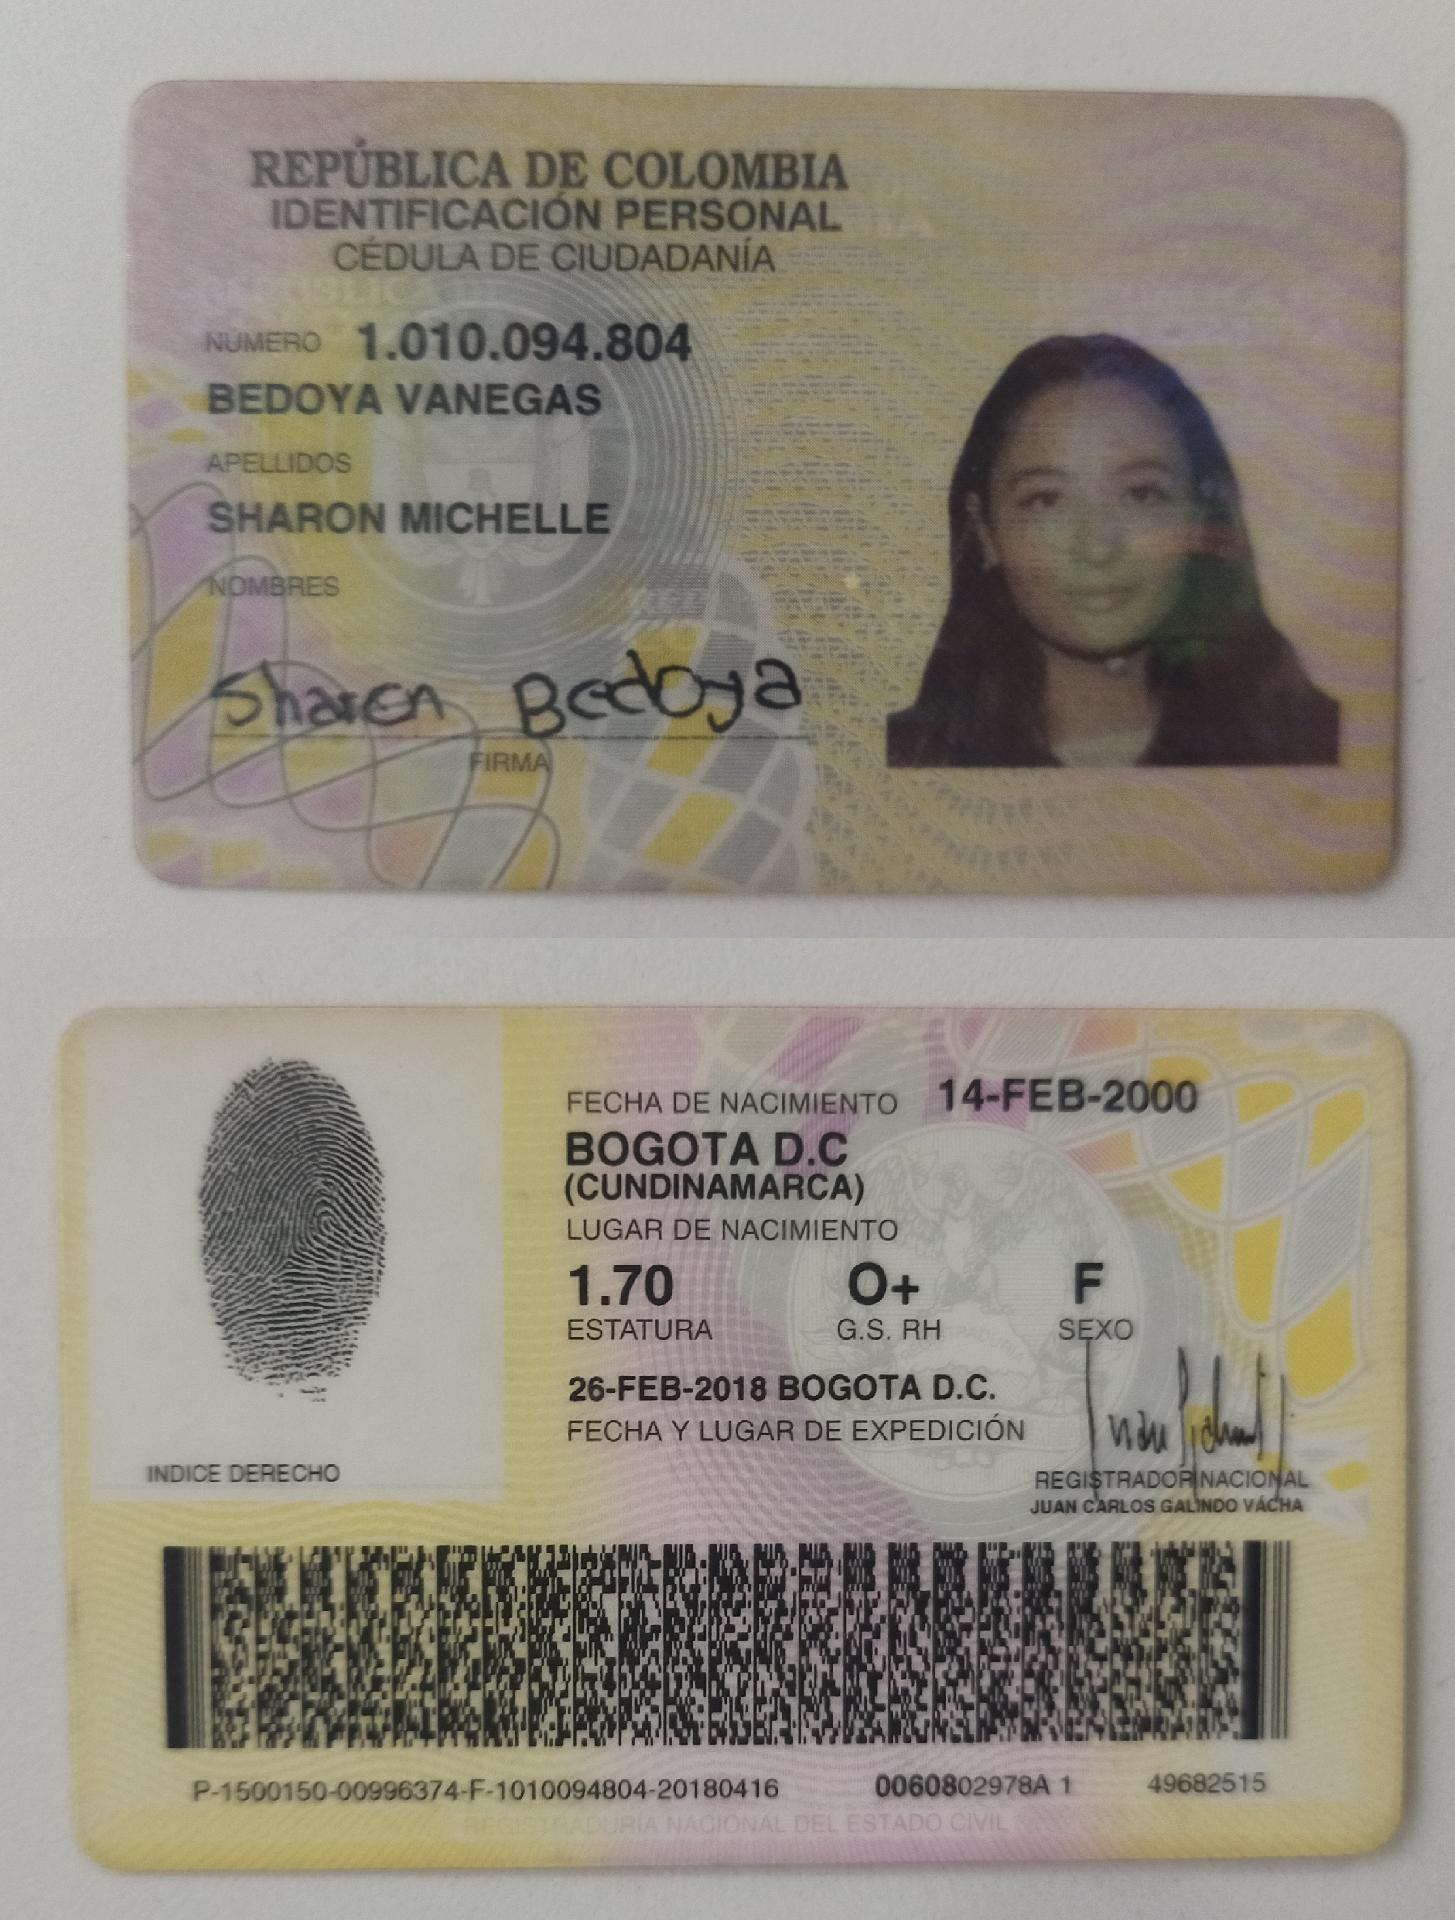 REPÚBLICA DE COLOMBIA
IDENTIFICACIÓN PERSONAL
CÉDULA DE CIUDADANÍA
NÚMERO 1.010.094.804
BEDOYA VANEGAS
APELLIDOS
SHARON MICHELLE
NOMBRES
Sharon Bedoya
FIRMA
FECHA DE NACIMIENTO 14-FEB-2000
BOGOTA D.C
(CUNDINAMARCA)
LUGAR DE NACIMIENTO
1.70 O+ F
ESTATURA G.S. RH SEXO
26-FEB-2018 BOGOTA D.C.
FECHA Y LUGAR DE EXPEDICIÓN
INDICE DERECHO
REGISTRADOR NACIONAL
JUAN CARLOS GALINDO VÁCHA
P-1500150-00996374-F-1010094804-20180416 0060802978A 1 49682515
REGISTRADURIA NACIONAL DEL ESTADO CIVIL